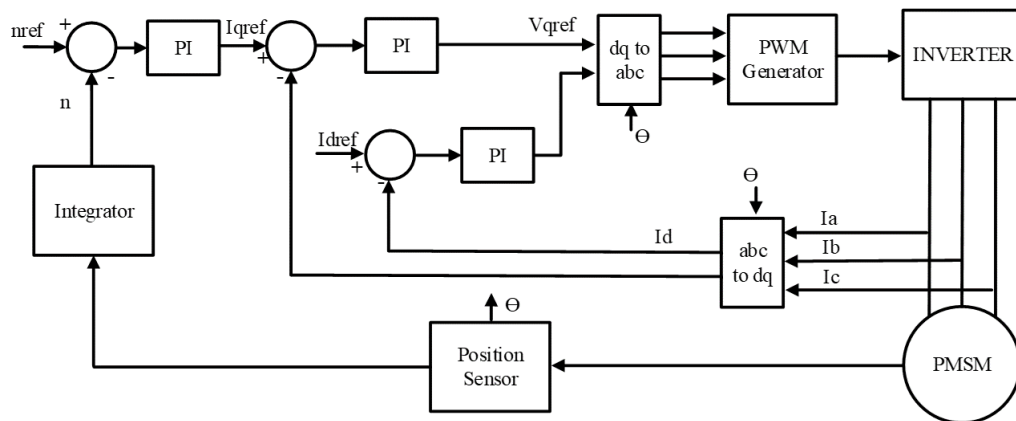 nref
+
-
n
PI
Iqref
+
-
PI
Vqref
dq to
abc
Ɵ
PWM
Generator
INVERTER
Idref
+
-
PI
Integrator
Id
Ɵ
abc
to dq
Ia
Ib
Ic
Ɵ
Position
Sensor
PMSM